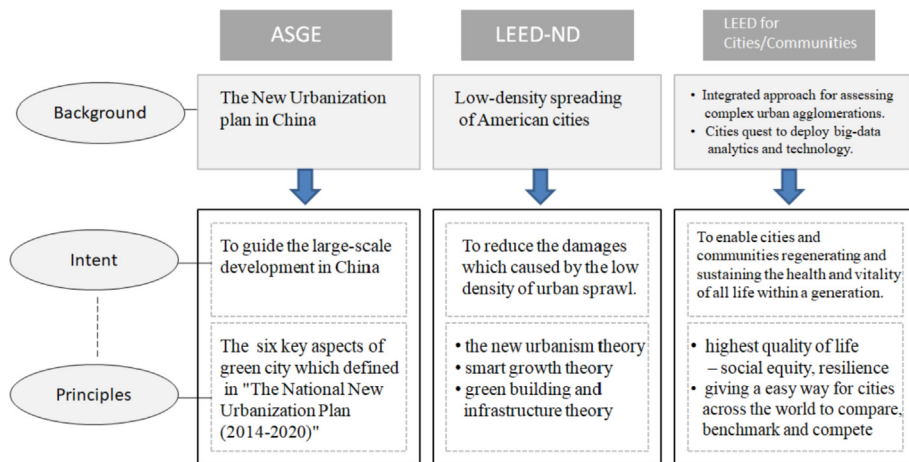 ASGE
LEED-ND
LEED for
Cities/Communities
Background
The New Urbanization
plan in China
Low-density spreading
of American cities
• Integrated approach for assessing
complex urban agglomerations.
• Cities quest to deploy big-data
analytics and technology.
Intent
To guide the large-scale
development in China
To reduce the damages
which caused by the low
density of urban sprawl.
To enable cities and
communities regenerating and
sustaining the health and vitality
of all life within a generation.
Principles
The six key aspects of
green city which defined
in "The National New
Urbanization Plan
(2014-2020)"
• the new urbanism theory
• smart growth theory
• green building and
infrastructure theory
• highest quality of life
– social equity, resilience
• giving a easy way for cities
across the world to compare,
benchmark and compete